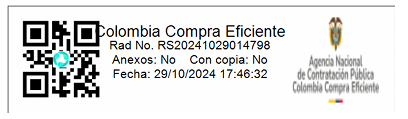 Colombia Compra Eficiente
Rad No. RS20241029014798
Anexos: No Con copia: No
Fecha: 29/10/2024 17:46:32
Agencia Nacional
de Contratación Pública
Colombia Compra Eficiente